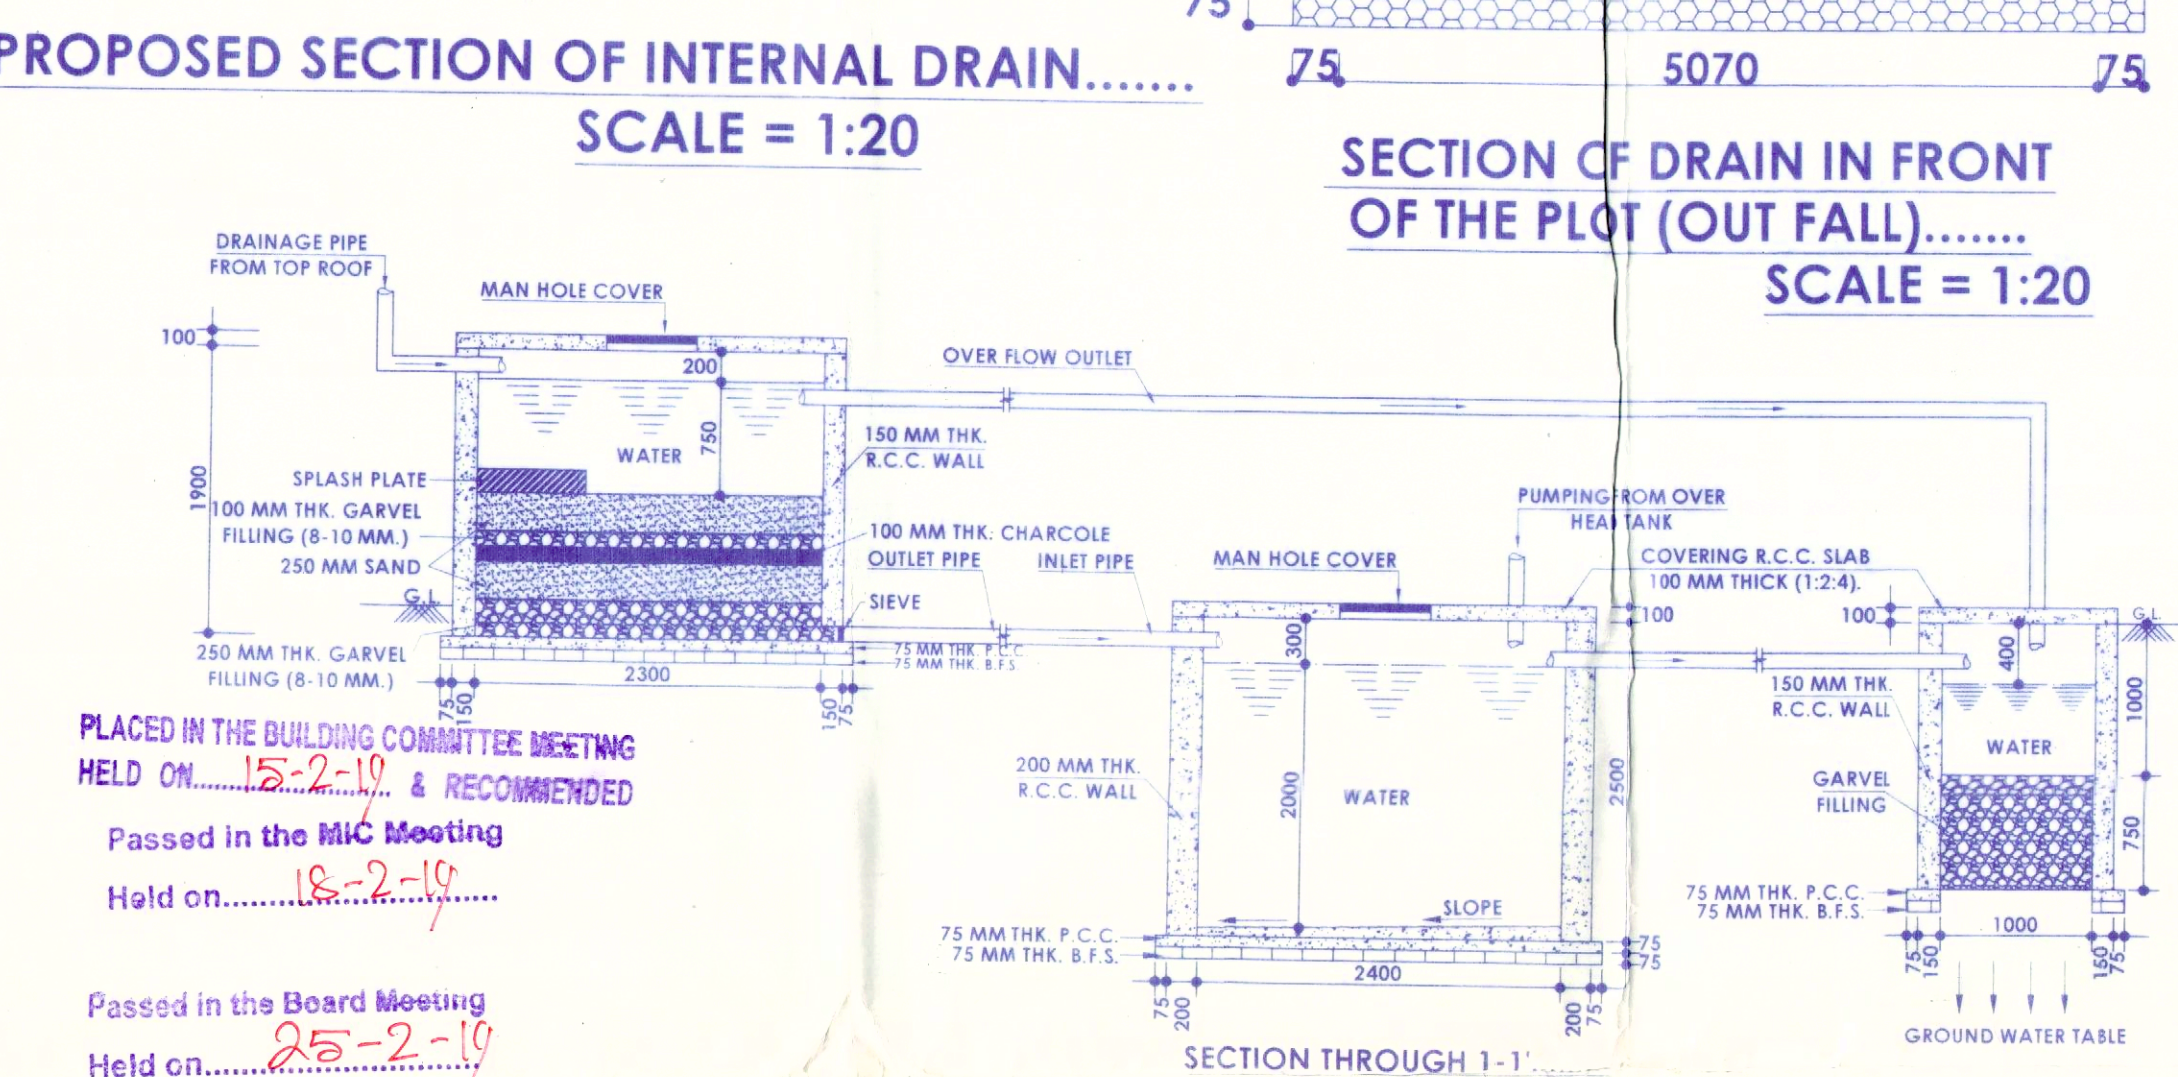 75
PROPOSED SECTION OF INTERNAL DRAIN.......
SCALE = 1:20
75
5070
75
SECTION OF DRAIN IN FRONT
OF THE PLOT (OUT FALL).......
SCALE = 1:20
DRAINAGE PIPE
FROM TOP ROOF
MAN HOLE COVER
100
200
OVER FLOW OUTLET
750
WATER
150 MM THK.
R.C.C. WALL
1900
SPLASH PLATE
100 MM THK. GARVEL
FILLING (8-10 MM.)
250 MM SAND
G.L.
250 MM THK. GARVEL
FILLING (8-10 MM.)
100 MM THK: CHARCOLE
OUTLET PIPE
INLET PIPE
SIEVE
75 MM THK. P.C.C
75 MM THK. B.F.S
2300
75
150
150
75
MAN HOLE COVER
PUMPING FROM OVER
HEAD TANK
COVERING R.C.C. SLAB
100 MM THICK (1:2:4).
100
100
G.L.
300
400
150 MM THK.
R.C.C. WALL
1000
WATER
200 MM THK.
R.C.C. WALL
2000
WATER
2500
GARVEL
FILLING
750
SLOPE
75 MM THK. P.C.C.
75 MM THK. B.F.S.
75
75
2400
75
200
200
75
75 MM THK. P.C.C.
75 MM THK. B.F.S.
1000
75
150
150
75
GROUND WATER TABLE
SECTION THROUGH 1-1'.......
PLACED IN THE BUILDING COMMITTEE MEETING
HELD ON........15-2-19........ & RECOMMENDED
Passed in the MIC Meeting
Held on........18-2-19........
Passed in the Board Meeting
Held on........25-2-19........